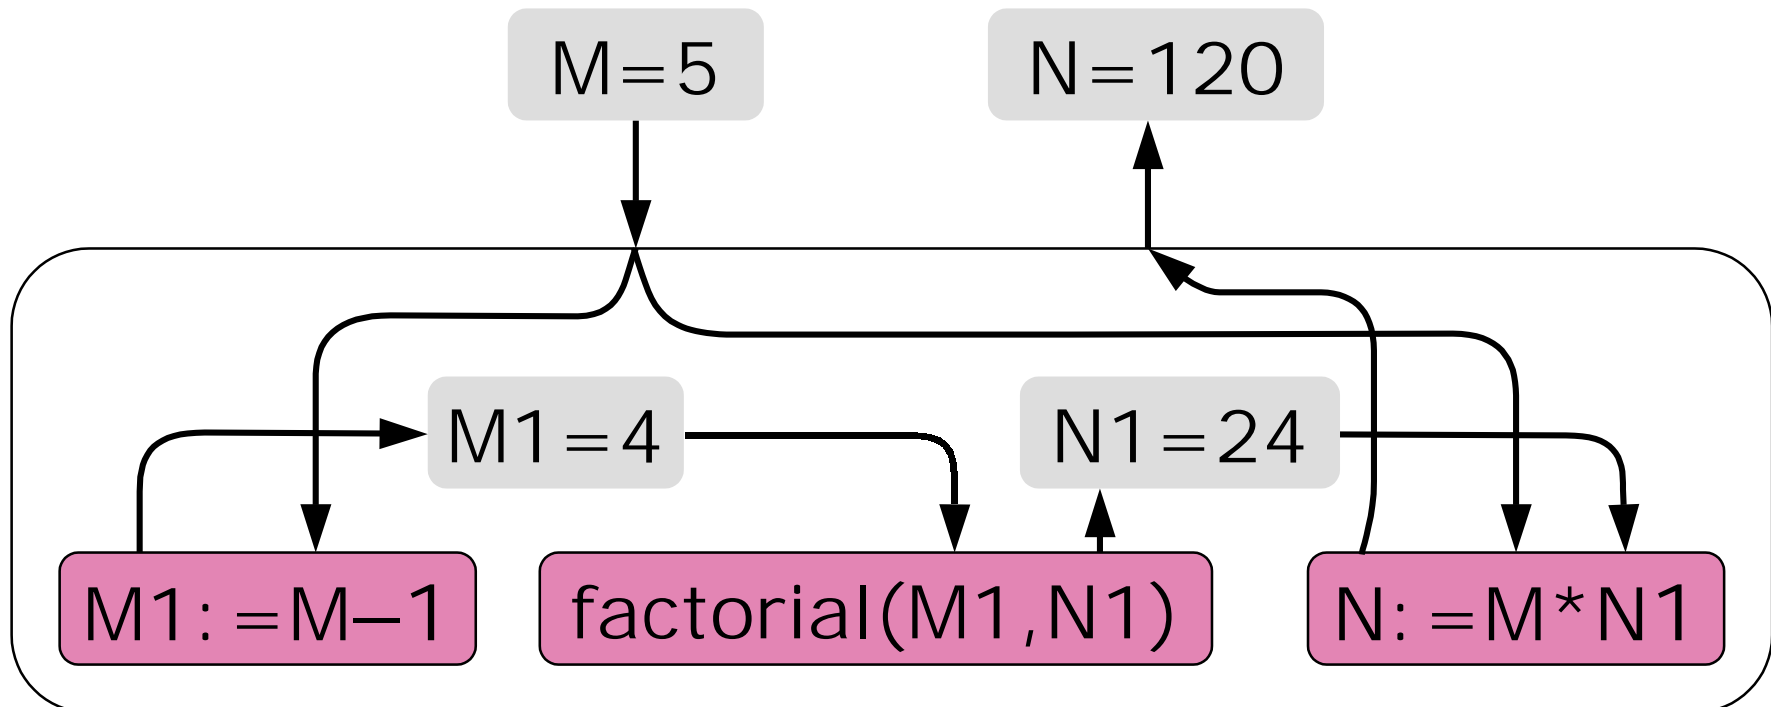 M=5
N=120
M1=4
N1=24
M1:=M–1
factorial(M1,N1)
N:=M*N1